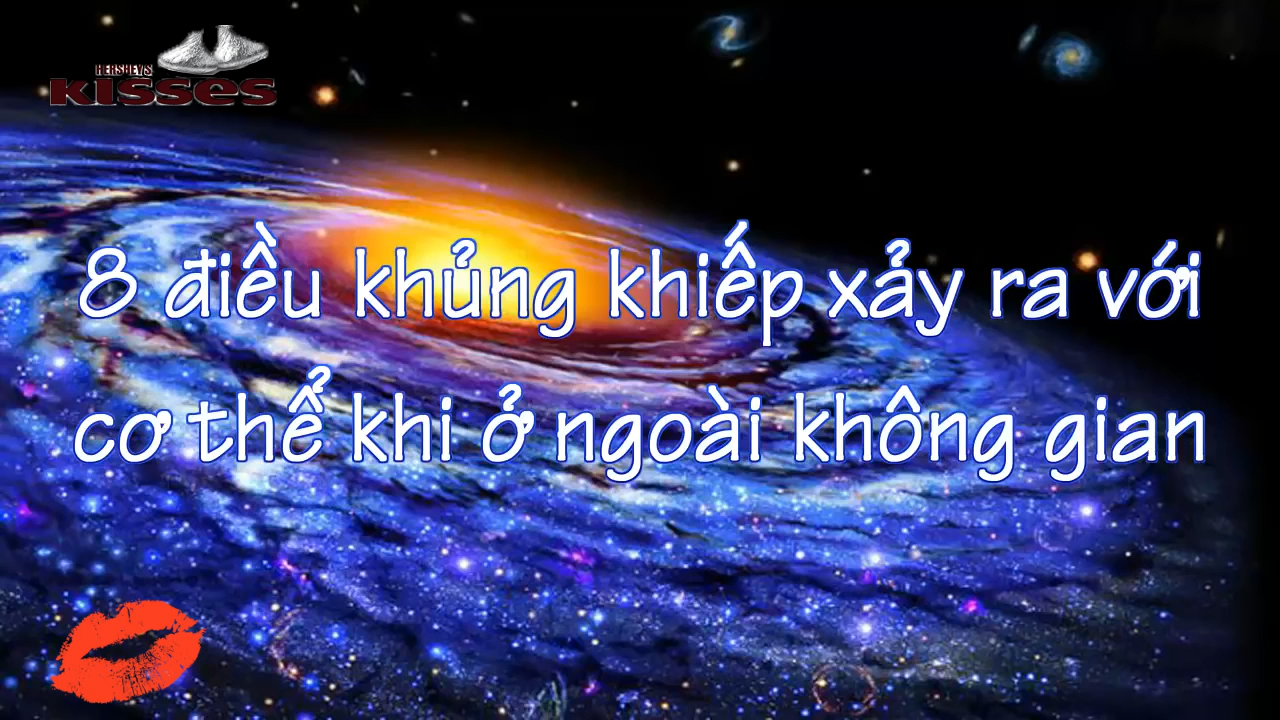 HERSHEY'S
KISSES
8 điều khủng khiếp xảy ra với
cơ thể khi ở ngoài không gian